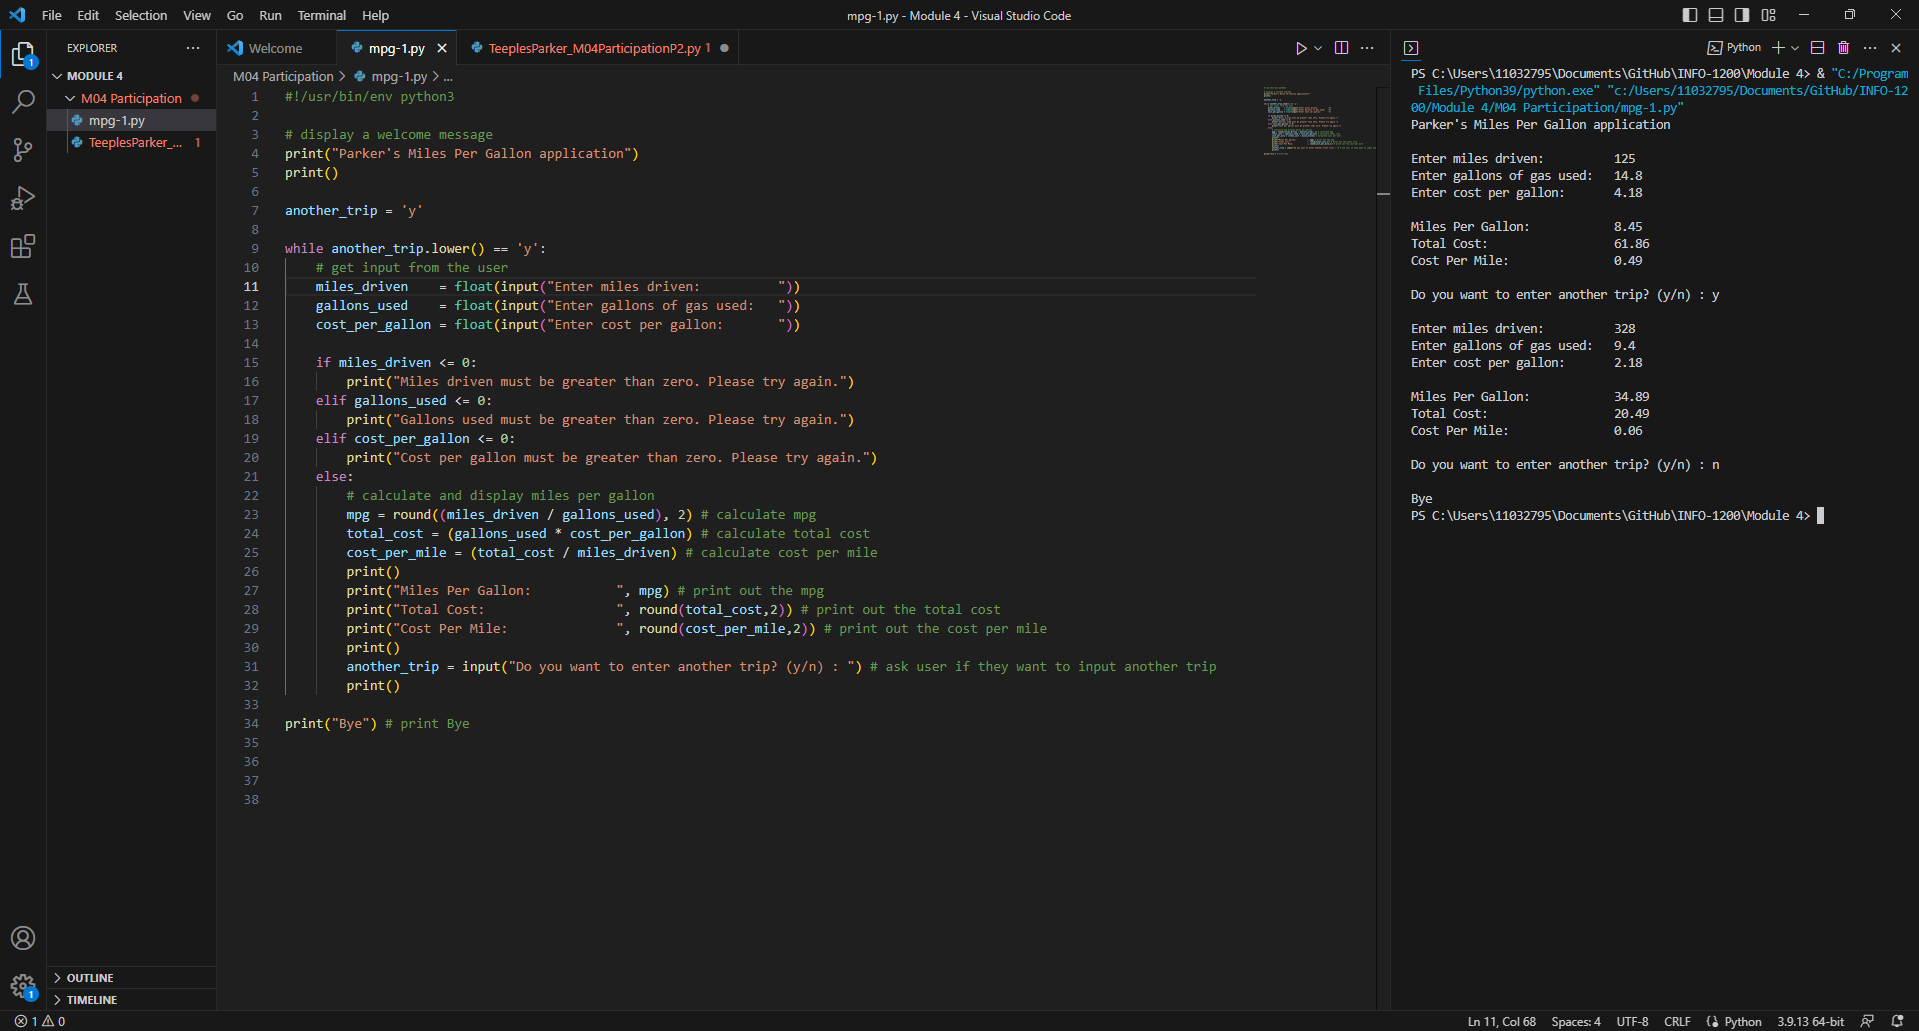 File Edit Selection View Go Run Terminal Help
mpg-1.py - Module 4 - Visual Studio Code
EXPLORER
MODULE 4
M04 Participation
mpg-1.py
TeeplesParker_... 1
OUTLINE
TIMELINE
1
1
Welcome
mpg-1.py
TeeplesParker_M04ParticipationP2.py 1
M04 Participation > mpg-1.py > ...
1 #!/usr/bin/env python3
2
3 # display a welcome message
4 print("Parker's Miles Per Gallon application")
5 print()
6
7 another_trip = 'y'
8
9 while another_trip.lower() == 'y':
10 # get input from the user
11 miles_driven    = float(input("Enter miles driven:          "))
12 gallons_used    = float(input("Enter gallons of gas used:   "))
13 cost_per_gallon = float(input("Enter cost per gallon:       "))
14
15 if miles_driven <= 0:
16 print("Miles driven must be greater than zero. Please try again.")
17 elif gallons_used <= 0:
18 print("Gallons used must be greater than zero. Please try again.")
19 elif cost_per_gallon <= 0:
20 print("Cost per gallon must be greater than zero. Please try again.")
21 else:
22 # calculate and display miles per gallon
23 mpg = round((miles_driven / gallons_used), 2) # calculate mpg
24 total_cost = (gallons_used * cost_per_gallon) # calculate total cost
25 cost_per_mile = (total_cost / miles_driven) # calculate cost per mile
26 print()
27 print("Miles Per Gallon:           ", mpg) # print out the mpg
28 print("Total Cost:                 ", round(total_cost,2)) # print out the total cost
29 print("Cost Per Mile:              ", round(cost_per_mile,2)) # print out the cost per mile
30 print()
31 another_trip = input("Do you want to enter another trip? (y/n) : ") # ask user if they want to input another trip
32 print()
33
34 print("Bye") # print Bye
35
36
37
38
Python
PS C:\Users\11032795\Documents\GitHub\INFO-1200\Module 4> & "C:/Program
Files/Python39/python.exe" "c:/Users/11032795/Documents/GitHub/INFO-12
00/Module 4/M04 Participation/mpg-1.py"
Parker's Miles Per Gallon application
Enter miles driven:         125
Enter gallons of gas used:  14.8
Enter cost per gallon:      4.18
Miles Per Gallon:           8.45
Total Cost:                 61.86
Cost Per Mile:              0.49
Do you want to enter another trip? (y/n) : y
Enter miles driven:         328
Enter gallons of gas used:  9.4
Enter cost per gallon:      2.18
Miles Per Gallon:           34.89
Total Cost:                 20.49
Cost Per Mile:              0.06
Do you want to enter another trip? (y/n) : n
Bye
PS C:\Users\11032795\Documents\GitHub\INFO-1200\Module 4>
1 0
Ln 11, Col 68 Spaces: 4 UTF-8 CRLF Python 3.9.13 64-bit